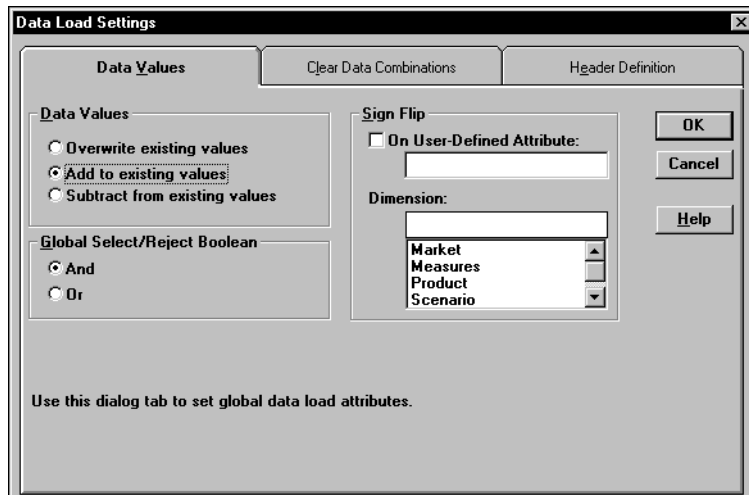 Data Load Settings
Data Values
Clear Data Combinations
Header Definition
Data Values
Overwrite existing values
Add to existing values
Subtract from existing values
Global Select/Reject Boolean
And
Or
Sign Flip
On User-Defined Attribute:
Dimension:
Market
Measures
Product
Scenario
OK
Cancel
Help
Use this dialog tab to set global data load attributes.